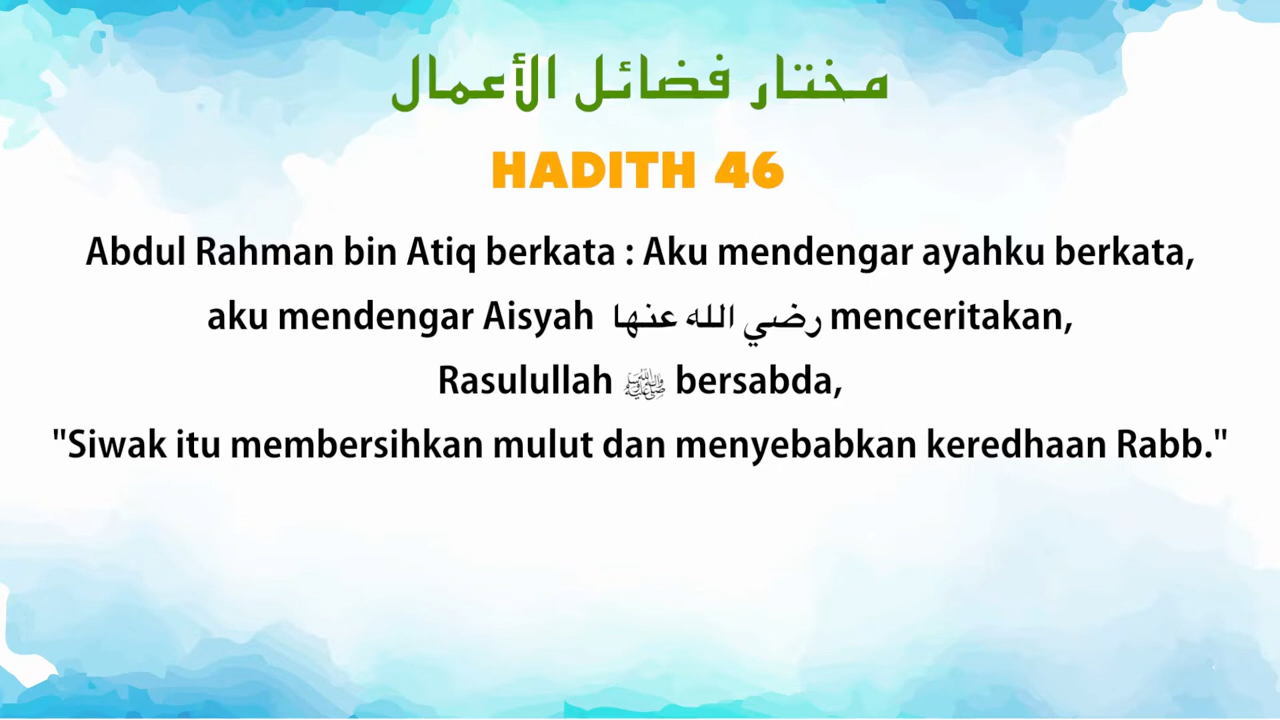 مختار فضائل الأعمال
HADITH 46
Abdul Rahman bin Atiq berkata : Aku mendengar ayahku berkata,
aku mendengar Aisyah رضي الله عنها menceritakan,
Rasulullah ﷺ bersabda,
"Siwak itu membersihkan mulut dan menyebabkan keredhaan Rabb."